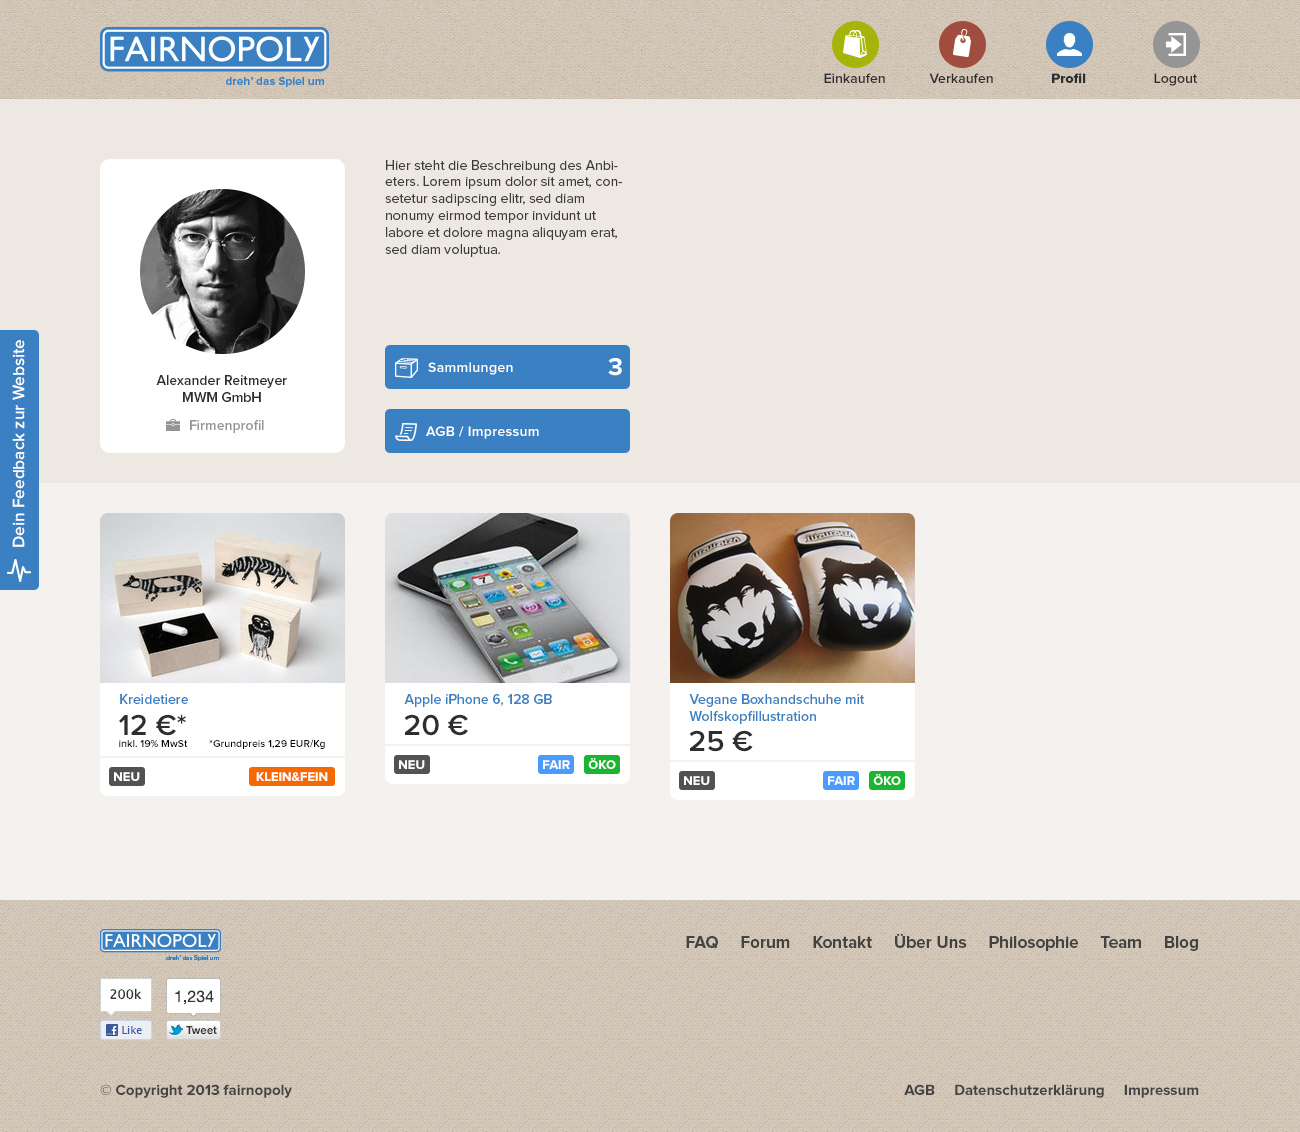 FAIRNOPOLY
dreh' das Spiel um
Einkaufen
Verkaufen
Profil
Logout
Hier steht die Beschreibung des Anbi-
eters. Lorem ipsum dolor sit amet, con-
setetur sadipscing elitr, sed diam
nonumy eirmod tempor invidunt ut
labore et dolore magna aliquyam erat,
sed diam voluptua.
Alexander Reitmeyer
MWM GmbH
Firmenprofil
Sammlungen 3
AGB / Impressum
Dein Feedback zur Website
Kreidetiere
12 €*
inkl. 19% MwSt *Grundpreis 1,29 EUR/Kg
NEU KLEIN&FEIN
Apple iPhone 6, 128 GB
20 €
NEU FAIR ÖKO
Vegane Boxhandschuhe mit
Wolfskopfillustration
25 €
NEU FAIR ÖKO
FAIRNOPOLY
dreh' das Spiel um
FAQ Forum Kontakt Über Uns Philosophie Team Blog
200k
1,234
Like
Tweet
© Copyright 2013 fairnopoly
AGB Datenschutzerklärung Impressum